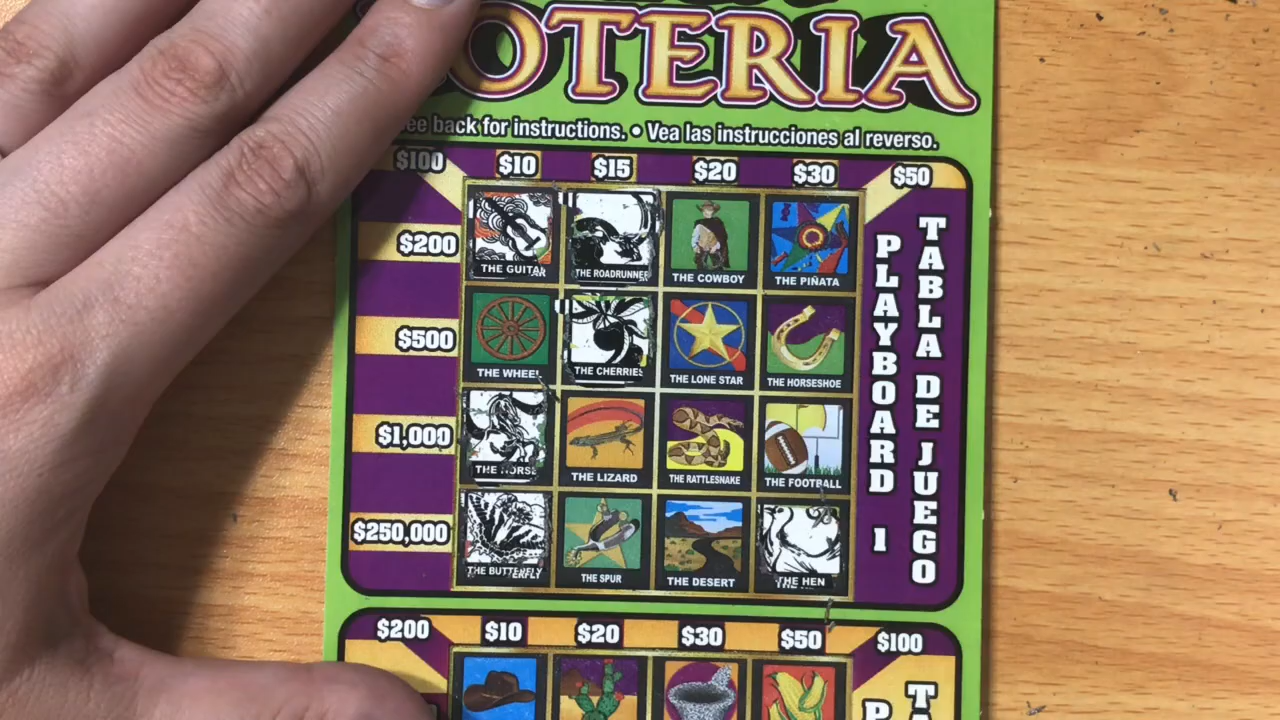 OTERIA
ee back for instructions. • Vea las instrucciones al reverso.
$100 $10 $15 $20 $30 $50
$200
THE GUITAR THE ROADRUNNER THE COWBOY THE PIÑATA
$500
THE WHEEL THE CHERRIES THE LONE STAR THE HORSESHOE
$1,000
THE HORSE THE LIZARD THE RATTLESNAKE THE FOOTBALL
$250,000
THE BUTTERFLY THE SPUR THE DESERT THE HEN
PLAYBOARD 1
TABLA DE JUEGO
$200 $10 $20 $30 $50 $100
P
TA